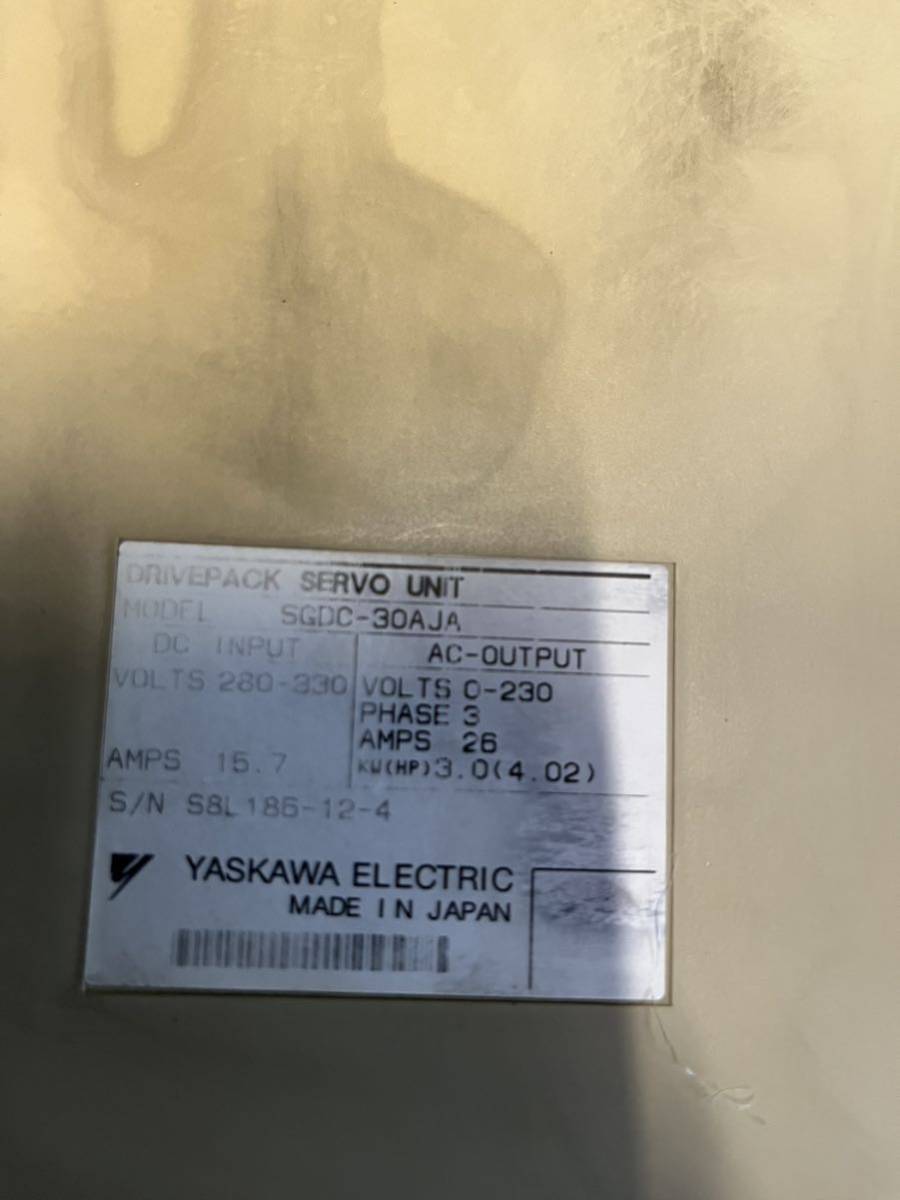 DRIVEPACK SERVO UNIT
MODEL SGDC-30AJA
DC INPUT
VOLTS 280-330
AMPS 15.7
AC-OUTPUT
VOLTS 0-230
PHASE 3
AMPS 26
KW(HP)3.0(4.02)
S/N S8L186-12-4
YASKAWA ELECTRIC
MADE IN JAPAN